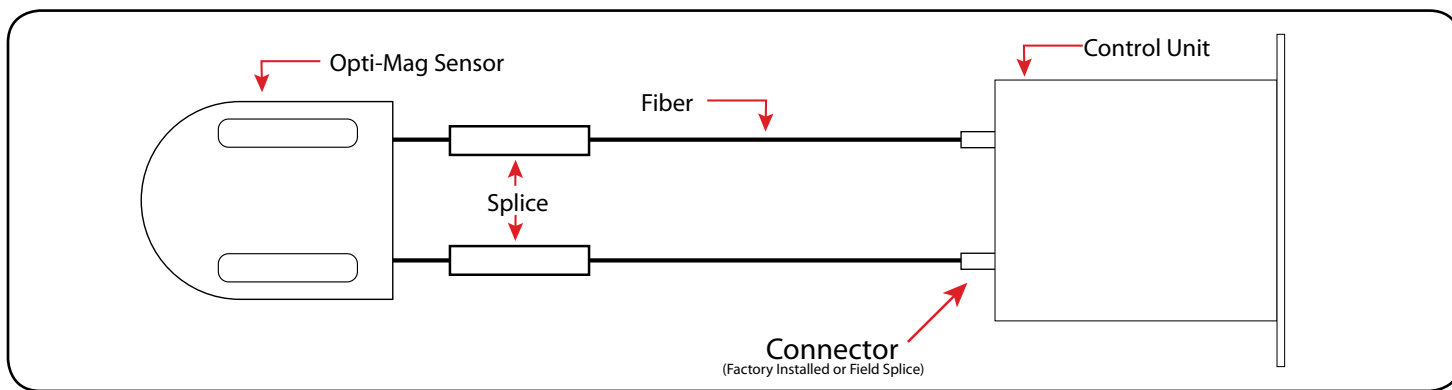 Opti-Mag Sensor
Control Unit
Fiber
Splice
Connector
(Factory Installed or Field Splice)